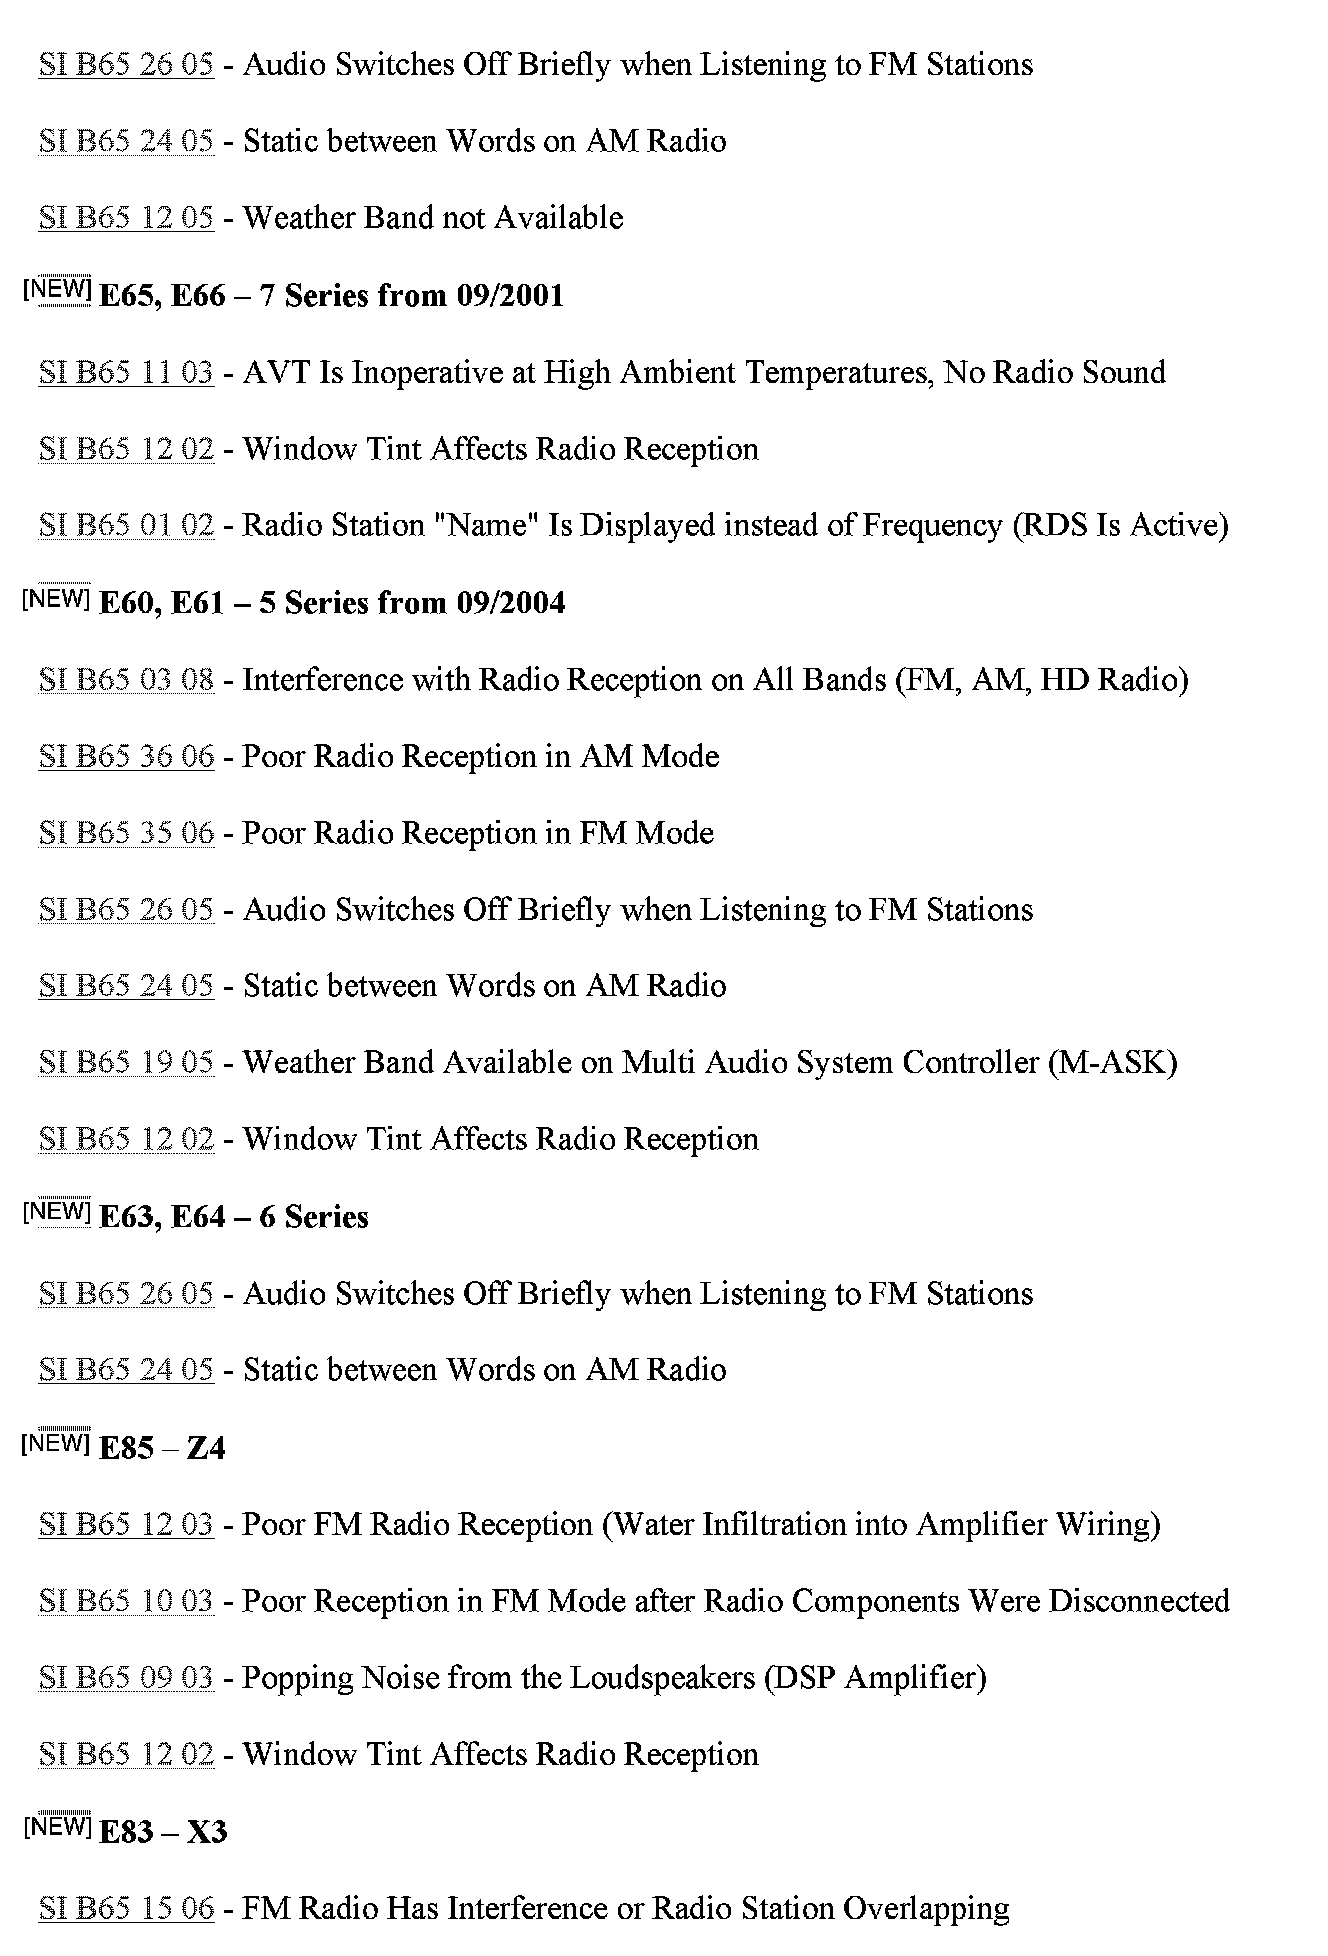 SI B65 26 05 - Audio Switches Off Briefly when Listening to FM Stations
SI B65 24 05 - Static between Words on AM Radio
SI B65 12 05 - Weather Band not Available
[NEW] E65, E66 – 7 Series from 09/2001
SI B65 11 03 - AVT Is Inoperative at High Ambient Temperatures, No Radio Sound
SI B65 12 02 - Window Tint Affects Radio Reception
SI B65 01 02 - Radio Station "Name" Is Displayed instead of Frequency (RDS Is Active)
[NEW] E60, E61 – 5 Series from 09/2004
SI B65 03 08 - Interference with Radio Reception on All Bands (FM, AM, HD Radio)
SI B65 36 06 - Poor Radio Reception in AM Mode
SI B65 35 06 - Poor Radio Reception in FM Mode
SI B65 26 05 - Audio Switches Off Briefly when Listening to FM Stations
SI B65 24 05 - Static between Words on AM Radio
SI B65 19 05 - Weather Band Available on Multi Audio System Controller (M-ASK)
SI B65 12 02 - Window Tint Affects Radio Reception
[NEW] E63, E64 – 6 Series
SI B65 26 05 - Audio Switches Off Briefly when Listening to FM Stations
SI B65 24 05 - Static between Words on AM Radio
[NEW] E85 – Z4
SI B65 12 03 - Poor FM Radio Reception (Water Infiltration into Amplifier Wiring)
SI B65 10 03 - Poor Reception in FM Mode after Radio Components Were Disconnected
SI B65 09 03 - Popping Noise from the Loudspeakers (DSP Amplifier)
SI B65 12 02 - Window Tint Affects Radio Reception
[NEW] E83 – X3
SI B65 15 06 - FM Radio Has Interference or Radio Station Overlapping